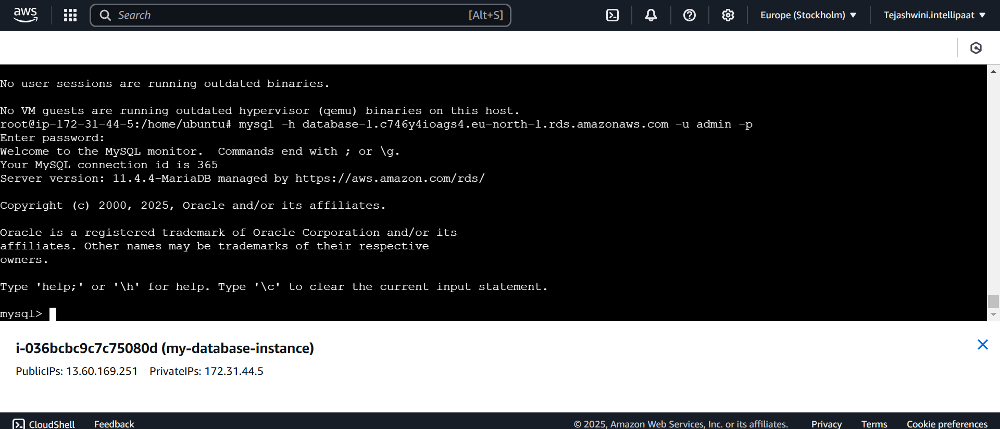 aws
Search [Alt+S]
Europe (Stockholm)
Tejashwini.intellipaat
No user sessions are running outdated binaries.
No VM guests are running outdated hypervisor (qemu) binaries on this host.
root@ip-172-31-44-5:/home/ubuntu# mysql -h database-1.c746y4ioags4.eu-north-1.rds.amazonaws.com -u admin -p
Enter password:
Welcome to the MySQL monitor.  Commands end with ; or \g.
Your MySQL connection id is 365
Server version: 11.4.4-MariaDB managed by https://aws.amazon.com/rds/
Copyright (c) 2000, 2025, Oracle and/or its affiliates.
Oracle is a registered trademark of Oracle Corporation and/or its
affiliates. Other names may be trademarks of their respective
owners.
Type 'help;' or '\h' for help. Type '\c' to clear the current input statement.
mysql>
i-036bcbc9c7c75080d (my-database-instance)
PublicIPs: 13.60.169.251 PrivateIPs: 172.31.44.5
CloudShell Feedback © 2025, Amazon Web Services, Inc. or its affiliates. Privacy Terms Cookie preferences